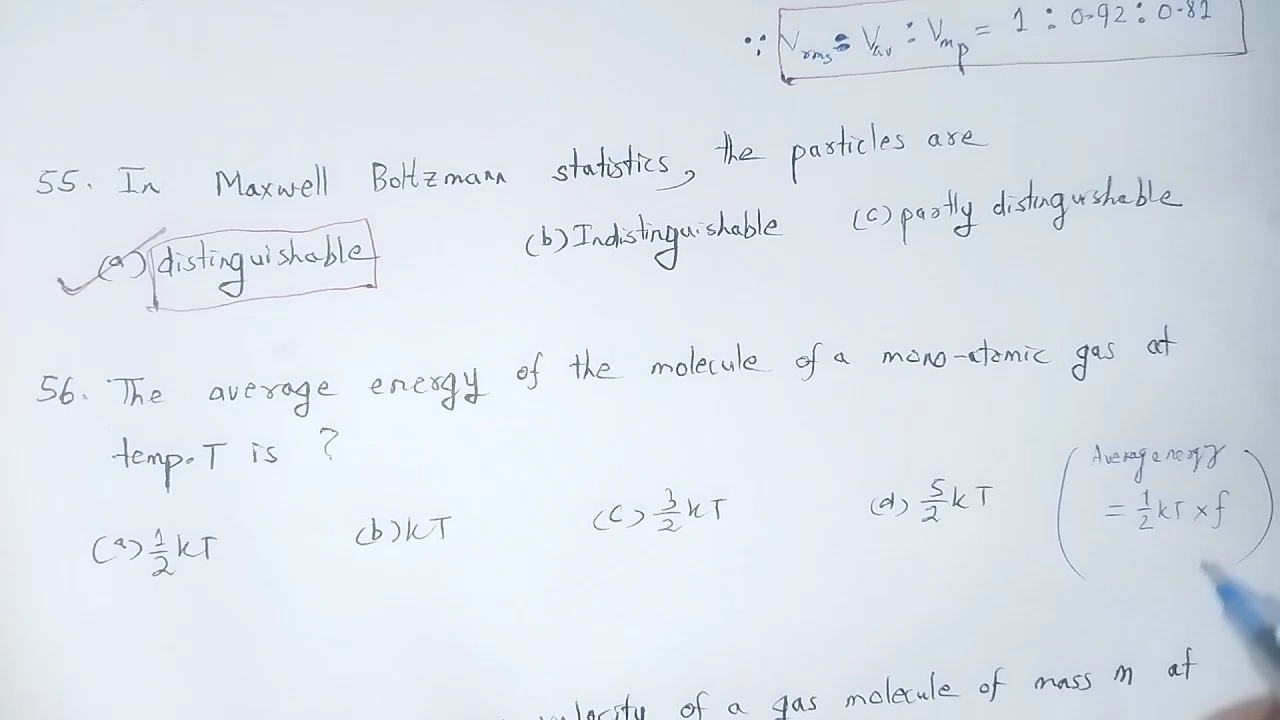 ∵ Vrms : Vav : Vmp = 1 : 0.92 : 0.81
55. In Maxwell Boltzmann statistics, the particles are
(a) distinguishable (b) Indistinguishable (c) partly distinguishable
56. The average energy of the molecule of a mono-atomic gas at
temp. T is ?
(a) 1/2 kT (b) kT (c) 3/2 kT (d) 5/2 kT
Average energy
= 1/2 kT × f
of a gas molecule of mass m at